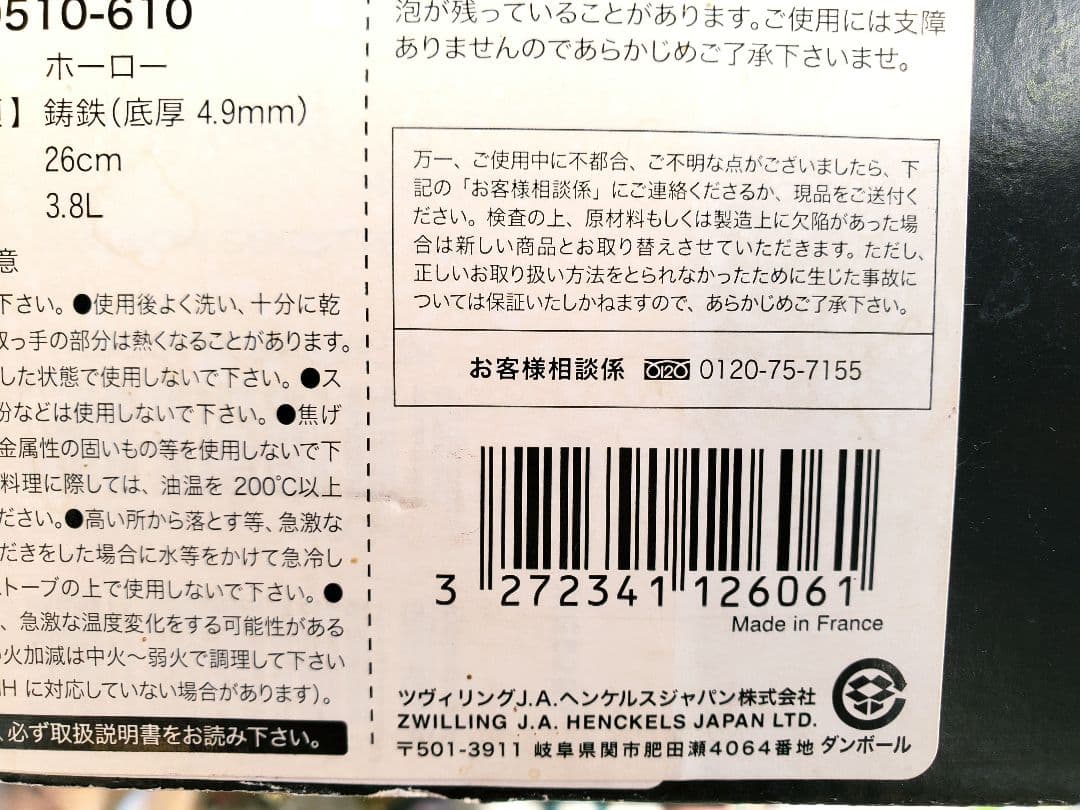 0510-610
ホーロー
】鋳鉄(底厚 4.9mm)
26cm
3.8L
意
下さい。●使用後よく洗い、十分に乾
取っ手の部分は熱くなることがあります。
した状態で使用しないで下さい。●ス
粉などは使用しないで下さい。●焦げ
金属性の固いもの等を使用しないで下
料理に際しては、油温を 200℃以上
ださい。●高い所から落とす等、急激な
だきをした場合に水等をかけて急冷し
ストーブの上で使用しないで下さい。●
、急激な温度変化をする可能性がある
火加減は中火〜弱火で調理して下さい
IH に対応していない場合があります)。
必ず取扱説明書をお読み下さい。
泡が残っていることがあります。ご使用には支障
ありませんのであらかじめご了承下さいませ。
万一、ご使用中に不都合、ご不明な点がございましたら、下
記の「お客様相談係」にご連絡くださるか、現品をご送付く
ださい。検査の上、原材料もしくは製造上に欠陥があった場
合は新しい商品とお取り替えさせていただきます。ただし、
正しいお取り扱い方法をとられなかったために生じた事故に
ついては保証いたしかねますので、あらかじめご了承下さい。
お客様相談係 0120 0120-75-7155
3 272341 126061
Made in France
ツヴィリングJ.A.ヘンケルスジャパン株式会社
ZWILLING J.A. HENCKELS JAPAN LTD.
〒501-3911 岐阜県関市肥田瀬4064番地
ダンボール